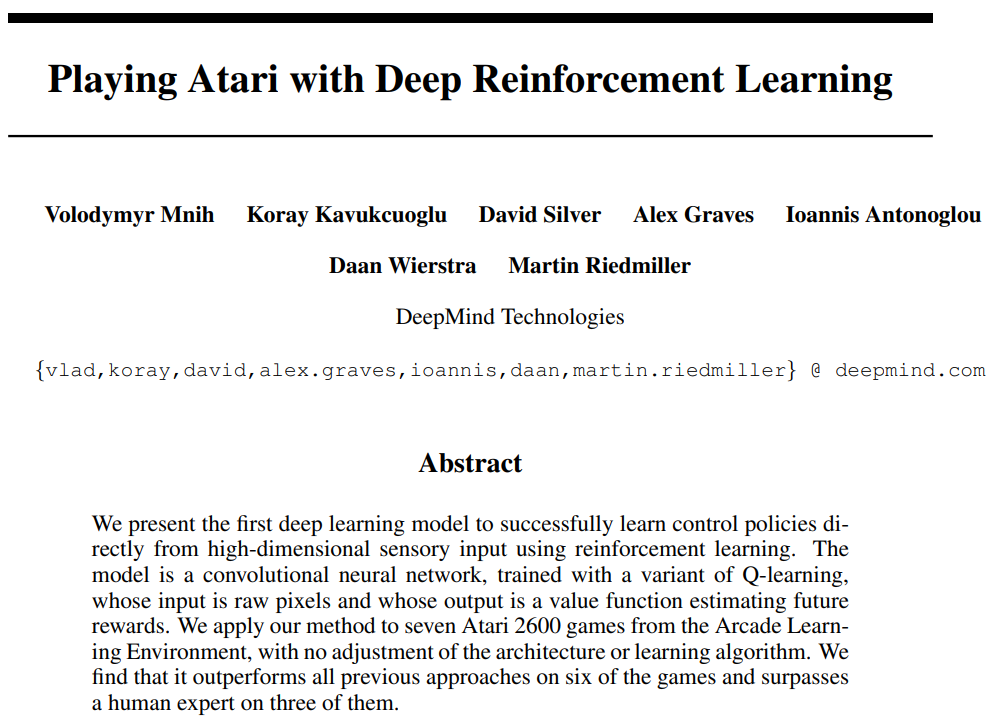 Playing Atari with Deep Reinforcement Learning
Volodymyr Mnih Koray Kavukcuoglu David Silver Alex Graves Ioannis Antonoglou
Daan Wierstra Martin Riedmiller
DeepMind Technologies
{vlad,koray,david,alex.graves,ioannis,daan,martin.riedmiller} @ deepmind.com
Abstract
We present the first deep learning model to successfully learn control policies di-
rectly from high-dimensional sensory input using reinforcement learning. The
model is a convolutional neural network, trained with a variant of Q-learning,
whose input is raw pixels and whose output is a value function estimating future
rewards. We apply our method to seven Atari 2600 games from the Arcade Learn-
ing Environment, with no adjustment of the architecture or learning algorithm. We
find that it outperforms all previous approaches on six of the games and surpasses
a human expert on three of them.